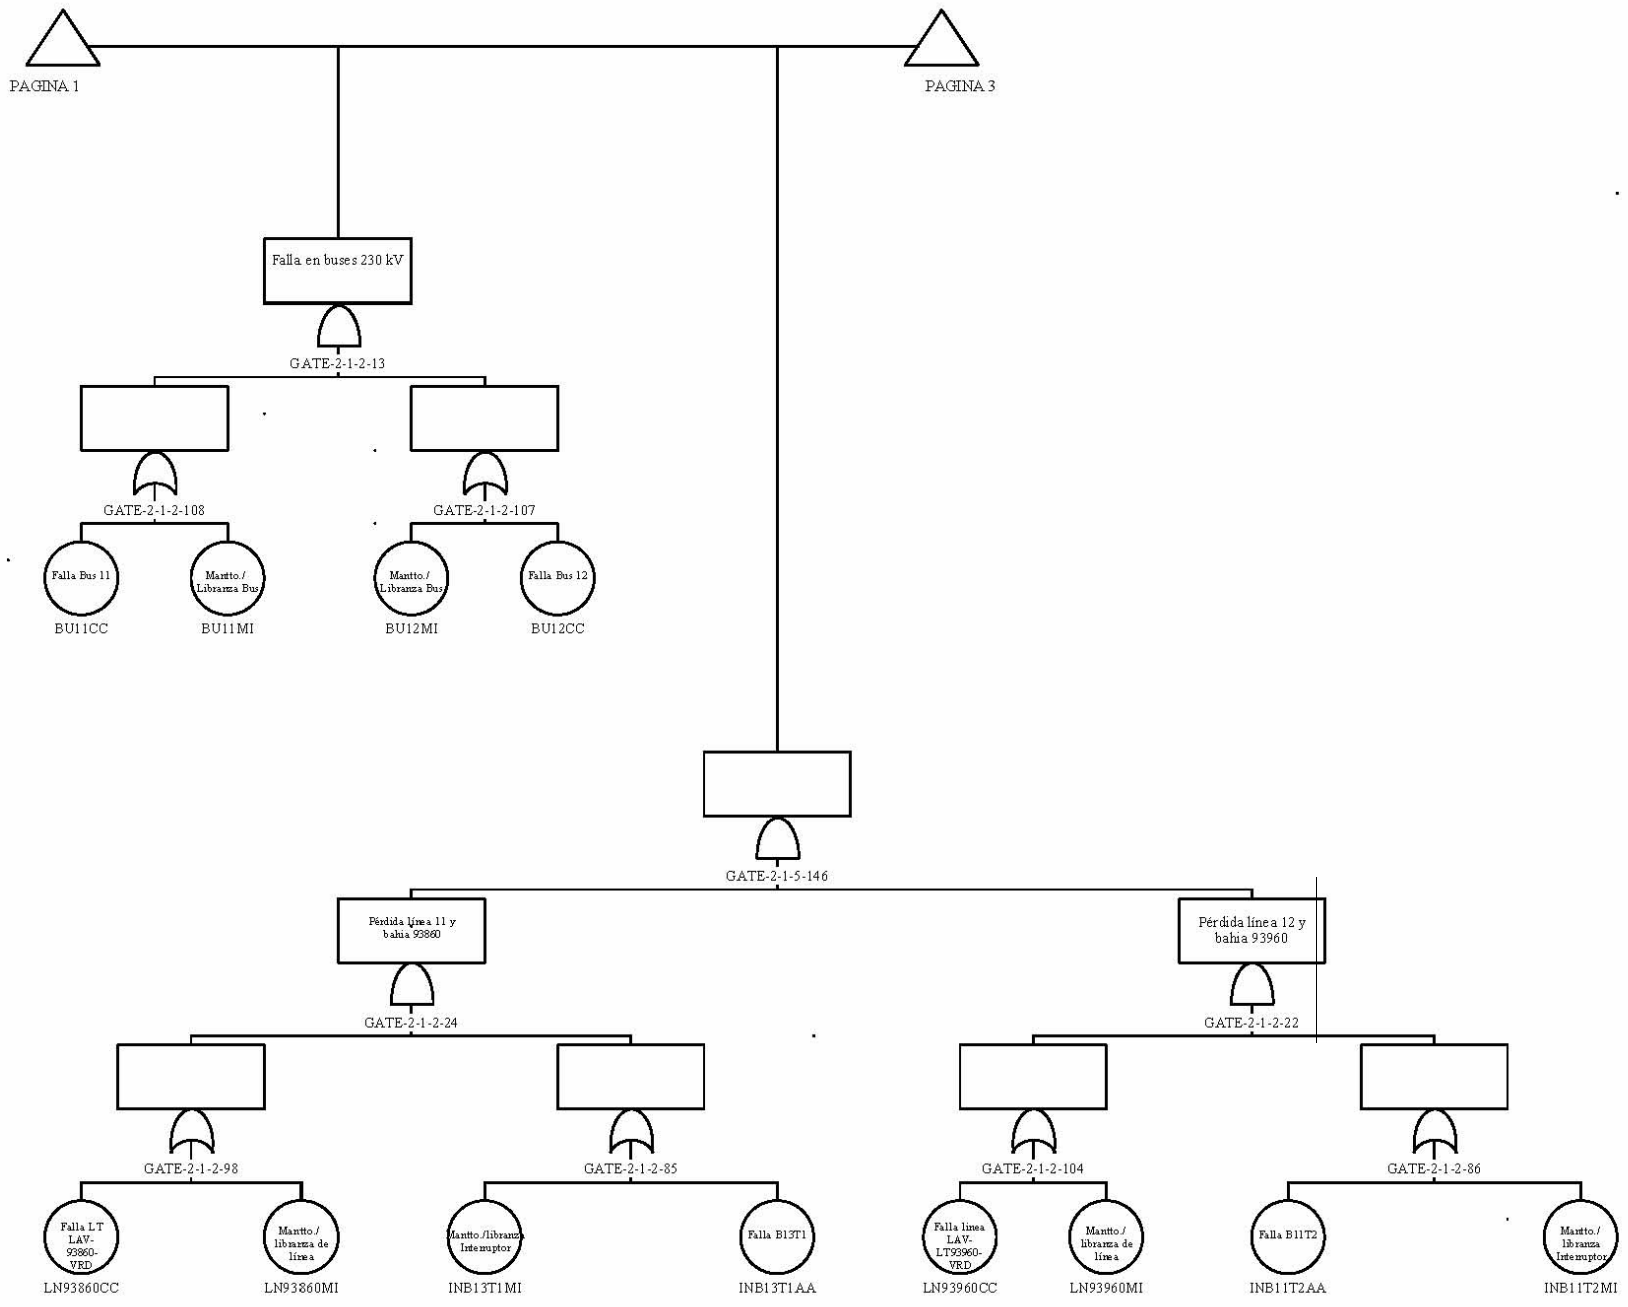 PAGINA 1
PAGINA 3
Falla en buses 230 kV
GATE-2-1-2-13
GATE-2-1-2-108
GATE-2-1-2-107
Falla Bus 11
Mantto./
Libranza Bus
Mantto./
Libranza Bus
Falla Bus 12
BU11CC
BU11MI
BU12MI
BU12CC
GATE-2-1-5-146
Pérdida línea 11 y
bahia 93860
Pérdida línea 12 y
bahia 93960
GATE-2-1-2-24
GATE-2-1-2-22
GATE-2-1-2-98
GATE-2-1-2-85
GATE-2-1-2-104
GATE-2-1-2-86
Falla LT
LAV-
93860-
VRD
Mantto./
libranza de
línea
Mantto./libranza
Interruptor
Falla B13T1
Falla linea
LAV-
LT93960-
VRD
Mantto./
libranza de
línea
Falla B11T2
Mantto./
libranza
Interruptor
LN93860CC
LN93860MI
INB13T1MI
INB13T1AA
LN93960CC
LN93960MI
INB11T2AA
INB11T2MI